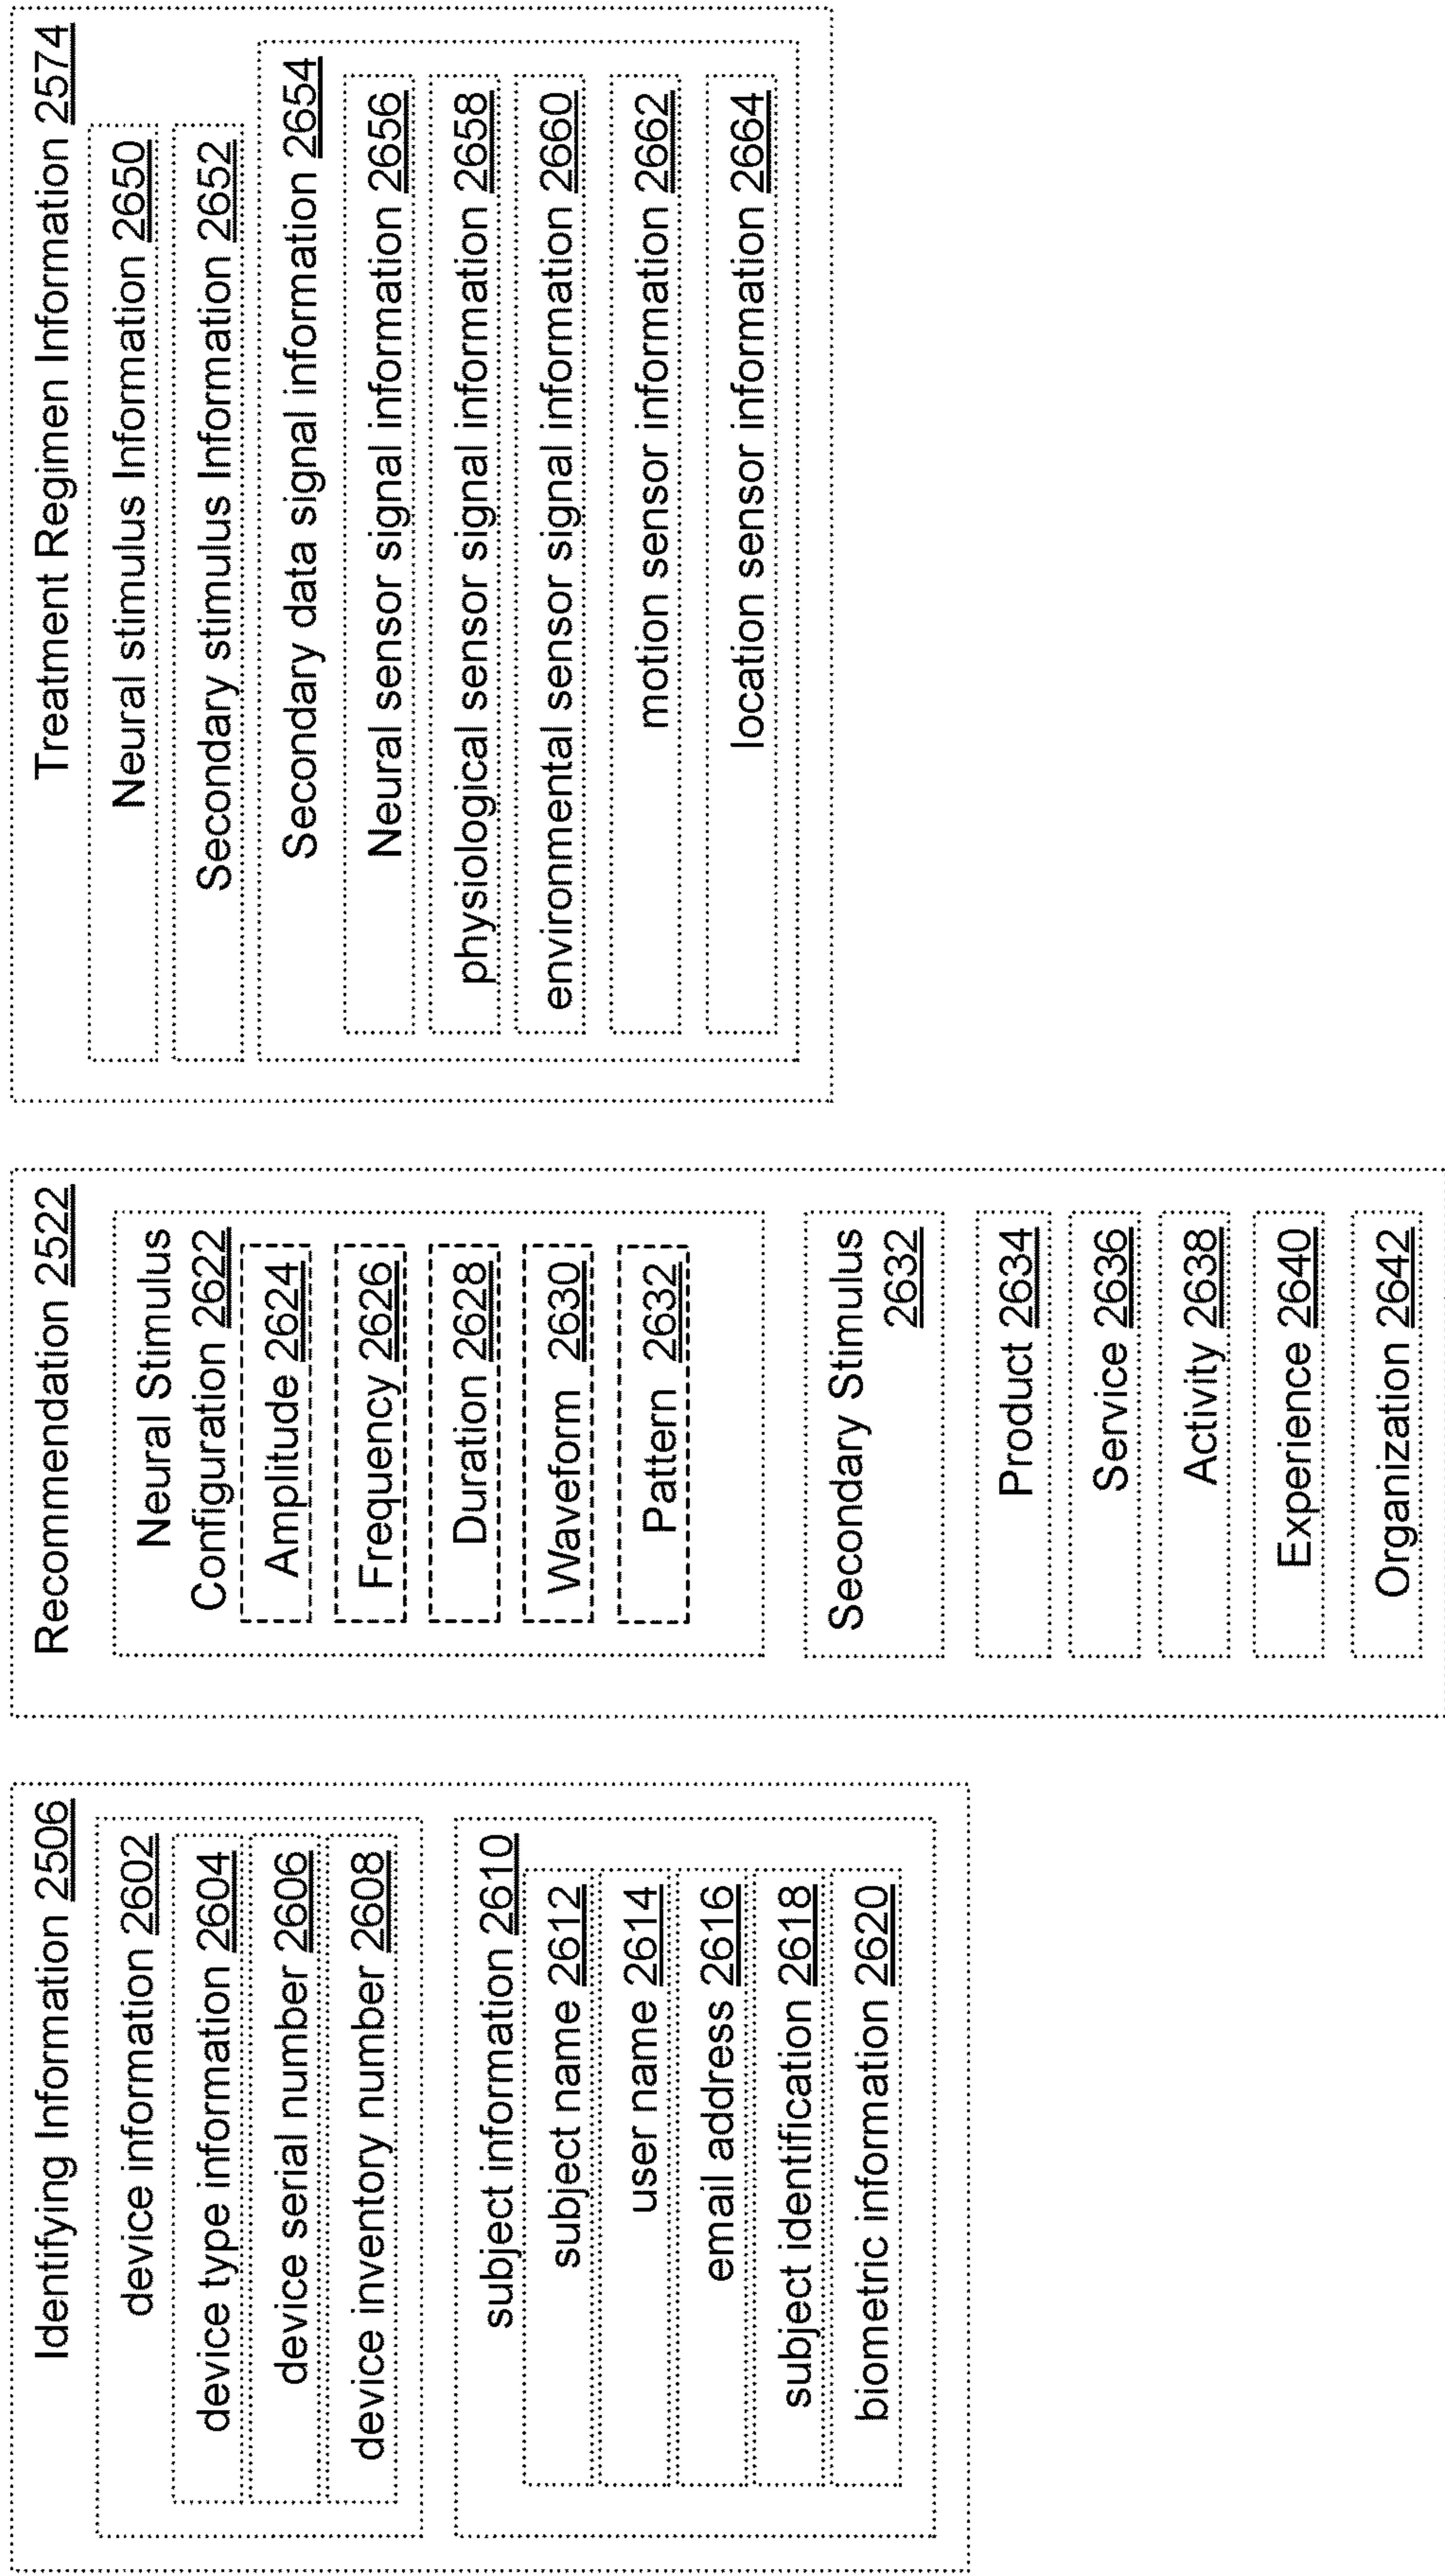 Identifying Information 2506
device information 2602
device type information 2604
device serial number 2606
device inventory number 2608
subject information 2610
subject name 2612
user name 2614
email address 2616
subject identification 2618
biometric information 2620
Recommendation 2522
Neural Stimulus
Configuration 2622
Amplitude 2624
Frequency 2626
Duration 2628
Waveform 2630
Pattern 2632
Secondary Stimulus
2632
Product 2634
Service 2636
Activity 2638
Experience 2640
Organization 2642
Treatment Regimen Information 2574
Neural stimulus Information 2650
Secondary stimulus Information 2652
Secondary data signal information 2654
Neural sensor signal information 2656
physiological sensor signal information 2658
environmental sensor signal information 2660
motion sensor information 2662
location sensor information 2664